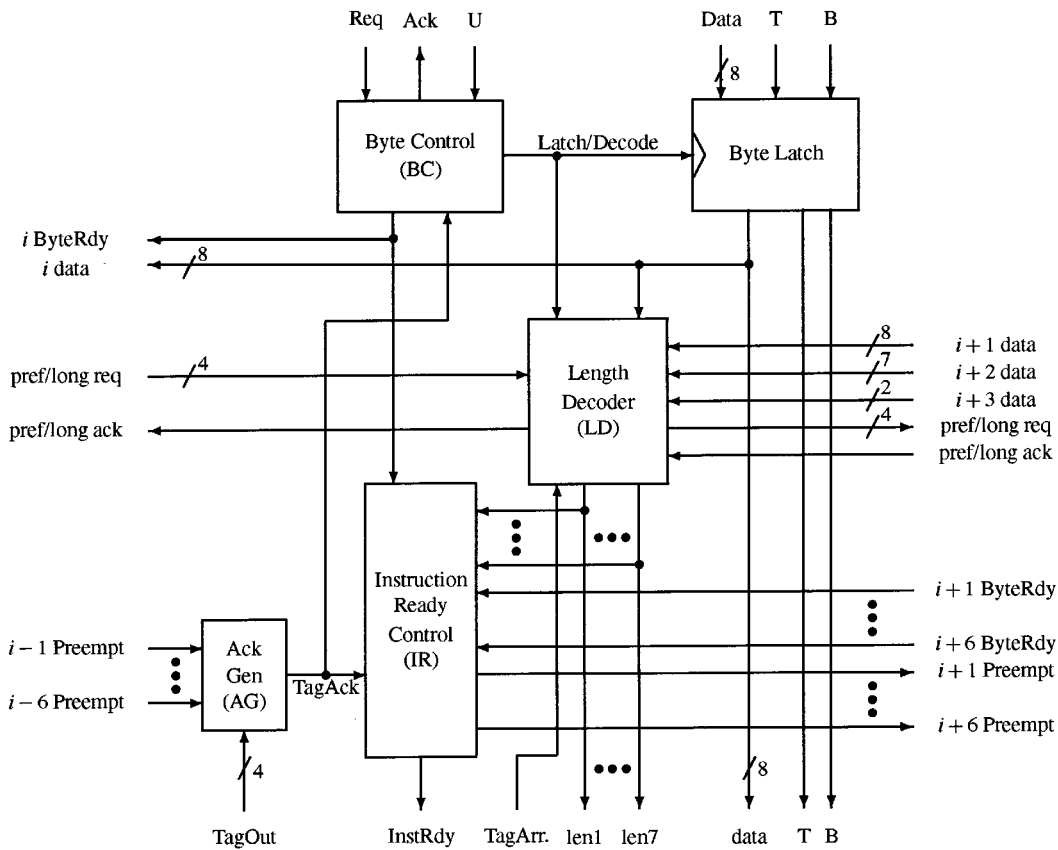 Req Ack U Data T B
8
Byte Control
(BC)
Latch/Decode
Byte Latch
i ByteRdy
i data
8
8
i + 1 data
pref/long req
4
Length
Decoder
(LD)
7
i + 2 data
2
i + 3 data
pref/long ack
4
pref/long req
pref/long ack
Instruction
Ready
Control
(IR)
i + 1 ByteRdy
i − 1 Preempt
Ack
Gen
(AG)
i + 6 ByteRdy
i + 1 Preempt
i − 6 Preempt
TagAck
i + 6 Preempt
4
8
TagOut InstRdy TagArr. len1 len7 data T B